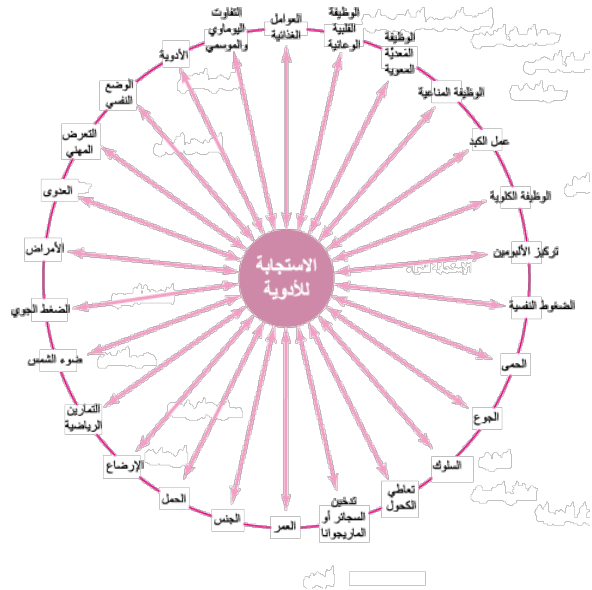 العوامل
الغذائية
الوظيفة
القلبية
الوعائية
الوظيفة
المَعديَّة
المعوية
الوظيفة المناعية
عمل الكبد
الوظيفة الكلوية
تركيز الألبومين
الضغوط النفسية
الحمى
الجوع
السلوك
تعاطي
الكحول
تدخين
السجائر أو
الماريجوانا
العمر
الجنس
الحمل
الإرضاع
التمارين
الرياضية
ضوء الشمس
الضغط الجوي
الأمراض
العدوى
التعرض
المهني
الوضع
النفسي
الأدوية
التفاوت
اليوماوي
والموسمي
الاستجابة
للأدوية